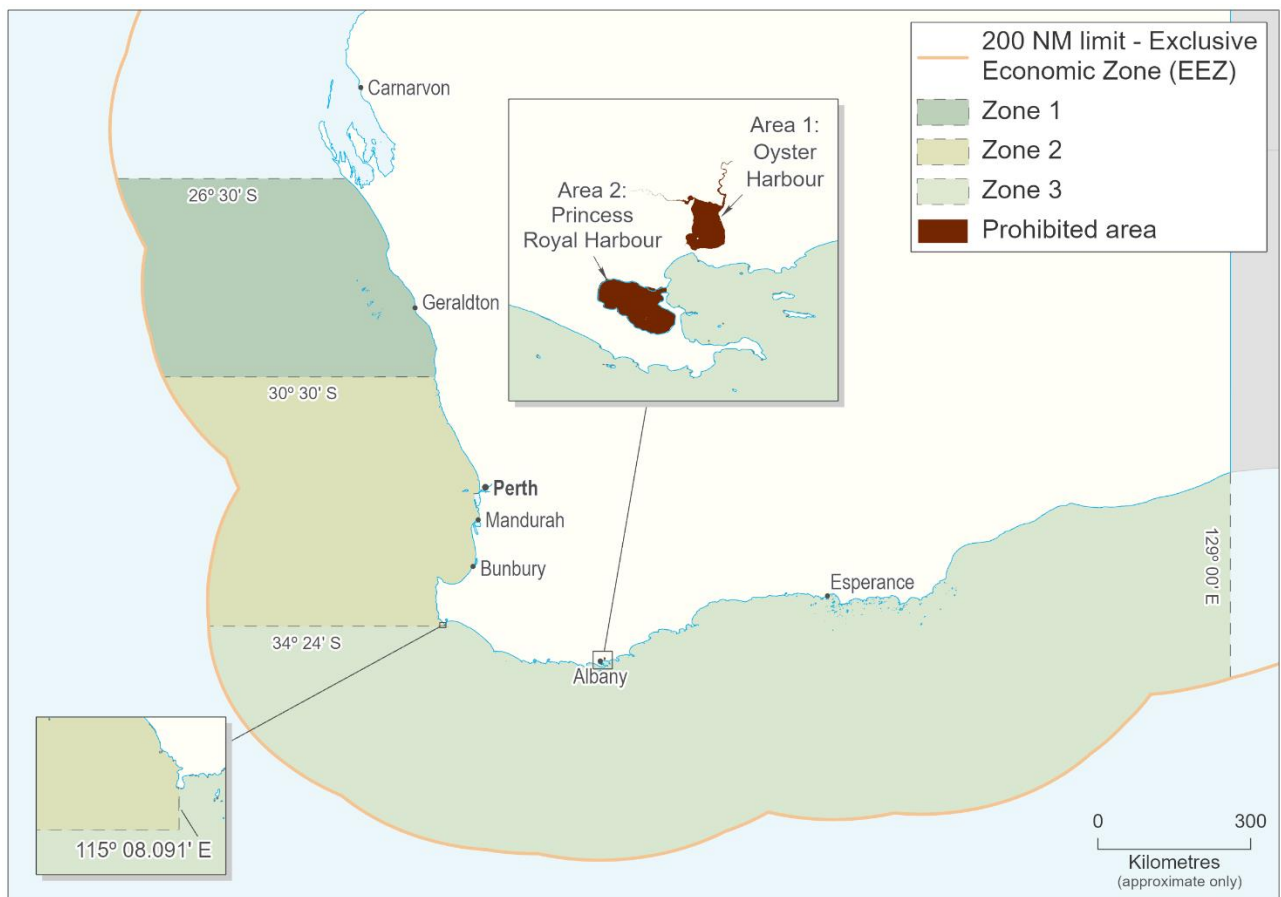 200 NM limit - Exclusive
Economic Zone (EEZ)
Zone 1
Zone 2
Zone 3
Prohibited area
Carnarvon
26º 30' S
Area 1:
Oyster
Harbour
Area 2:
Princess
Royal Harbour
Geraldton
30º 30' S
Perth
Mandurah
Bunbury
Esperance
129º 00' E
34º 24' S
Albany
115º 08.091' E
0 300
Kilometres
(approximate only)